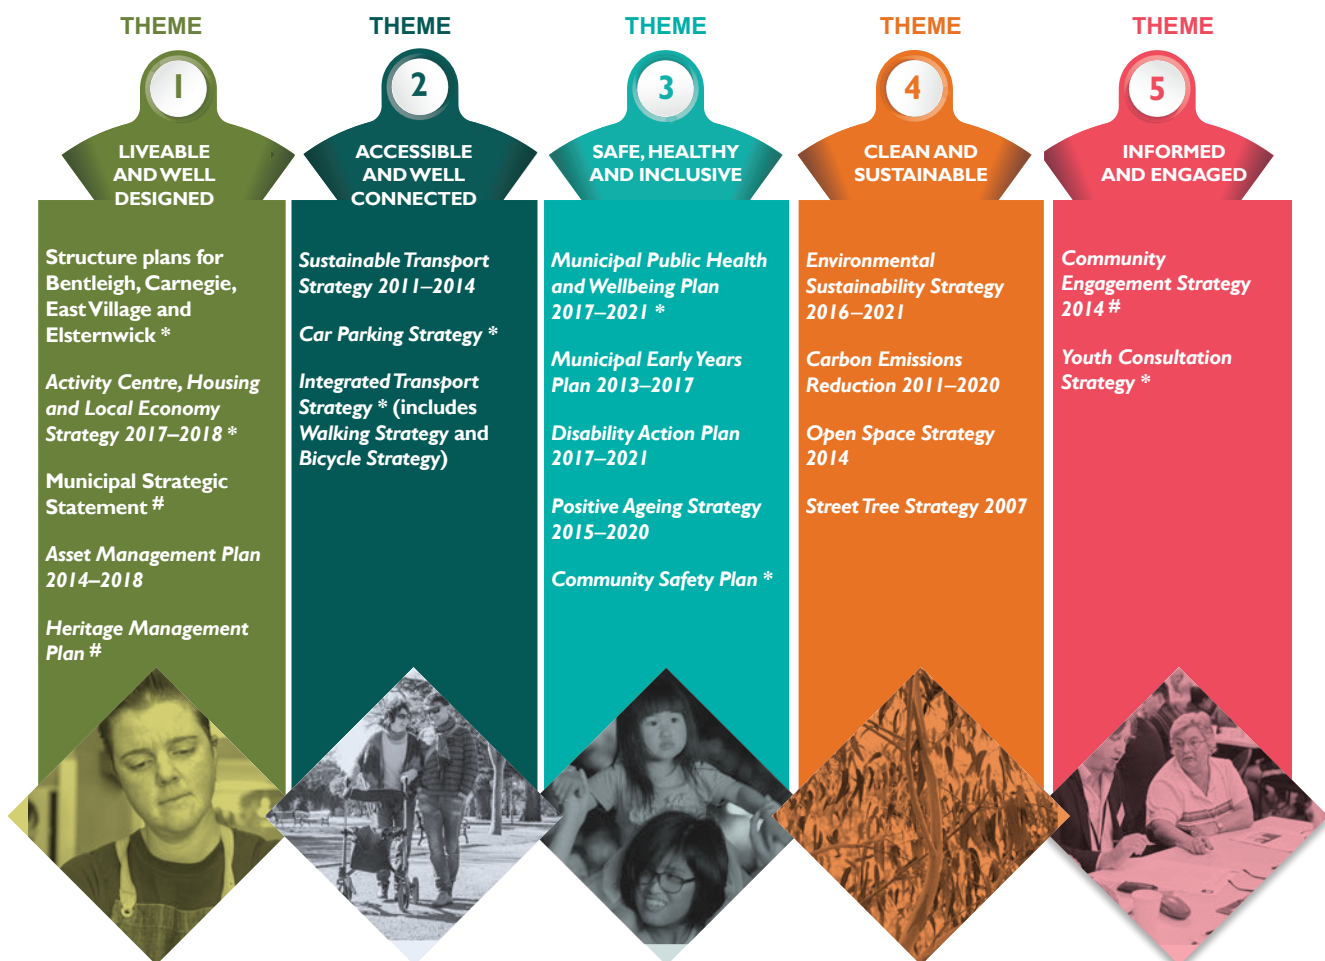 THEME
1
LIVEABLE
AND WELL
DESIGNED
Structure plans for
Bentleigh, Carnegie,
East Village and
Elsternwick *
Activity Centre, Housing
and Local Economy
Strategy 2017–2018 *
Municipal Strategic
Statement #
Asset Management Plan
2014–2018
Heritage Management
Plan #
THEME
2
ACCESSIBLE
AND WELL
CONNECTED
Sustainable Transport
Strategy 2011–2014
Car Parking Strategy *
Integrated Transport
Strategy * (includes
Walking Strategy and
Bicycle Strategy)
THEME
3
SAFE, HEALTHY
AND INCLUSIVE
Municipal Public Health
and Wellbeing Plan
2017–2021 *
Municipal Early Years
Plan 2013–2017
Disability Action Plan
2017–2021
Positive Ageing Strategy
2015–2020
Community Safety Plan *
THEME
4
CLEAN AND
SUSTAINABLE
Environmental
Sustainability Strategy
2016–2021
Carbon Emissions
Reduction 2011–2020
Open Space Strategy
2014
Street Tree Strategy 2007
THEME
5
INFORMED
AND ENGAGED
Community
Engagement Strategy
2014 #
Youth Consultation
Strategy *